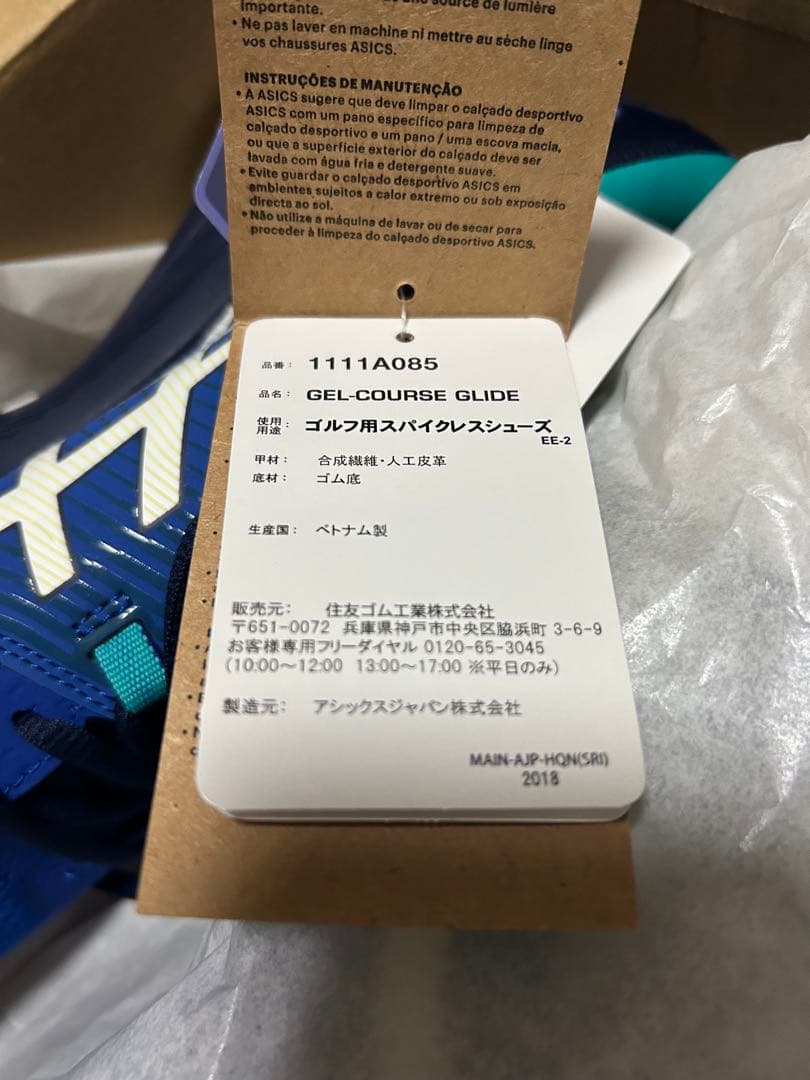 importante.
source de lumière
• Ne pas laver en machine ni mettre au sèche linge
vos chaussures ASICS.
INSTRUÇÕES DE MANUTENÇÃO
• A ASICS sugere que deve limpar o calçado desportivo
ASICS com um pano específico para limpeza de
calçado desportivo e um pano / uma escova macia,
ou que a superfície exterior do calçado deve ser
lavada com água fria e detergente suave.
• Evite guardar o calçado desportivo ASICS em
ambientes sujeitos a calor extremo ou sob exposição
directa ao sol.
• Não utilize a máquina de lavar ou de secar para
proceder à limpeza do calçado desportivo ASICS.
品番： 1111A085
品名： GEL-COURSE GLIDE
使用用途： ゴルフ用スパイクレスシューズ
EE-2
甲材： 合成繊維・人工皮革
底材： ゴム底
生産国： ベトナム製
販売元： 住友ゴム工業株式会社
〒651-0072 兵庫県神戸市中央区脇浜町 3-6-9
お客様専用フリーダイヤル 0120-65-3045
（10:00～12:00 13:00～17:00 ※平日のみ）
製造元： アシックスジャパン株式会社
MAIN-AJP-HQN(SRI)
2018